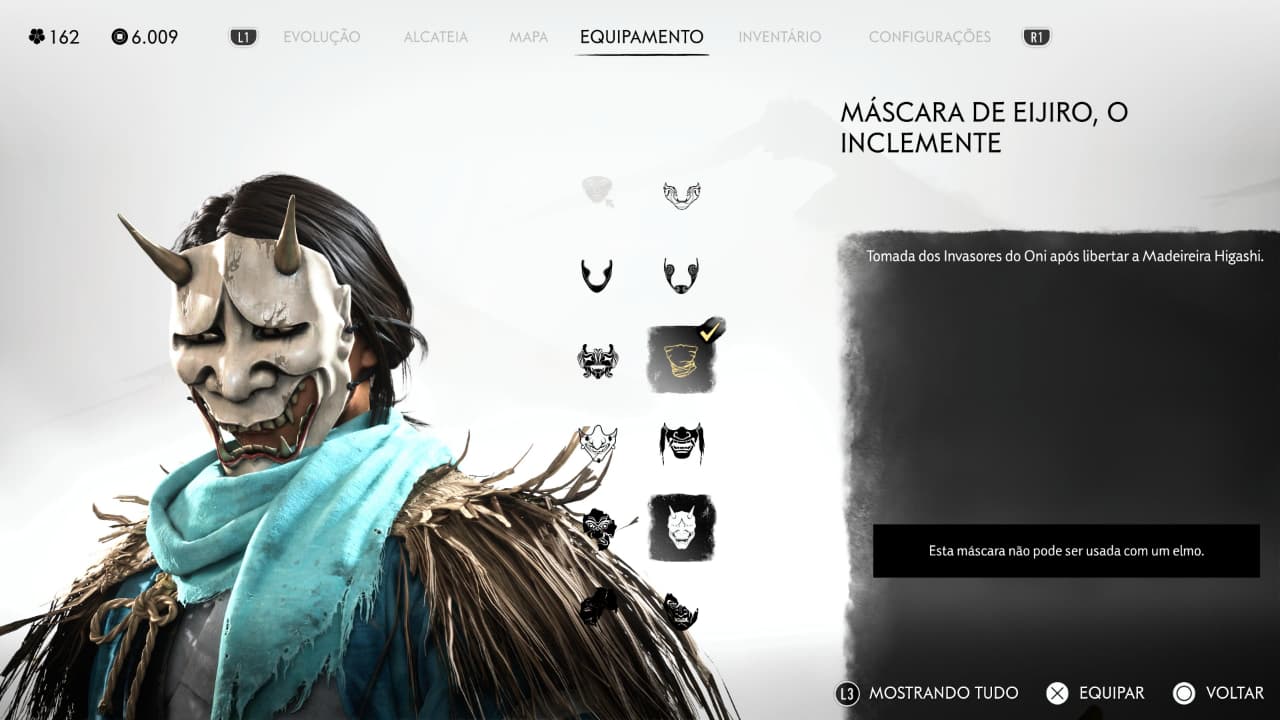 162
6.009
L1
EVOLUÇÃO
ALCATEIA
MAPA
EQUIPAMENTO
INVENTÁRIO
CONFIGURAÇÕES
R1
MÁSCARA DE EIJIRO, O
INCLEMENTE
Tomada dos Invasores do Oni após libertar a Madeireira Higashi.
Esta máscara não pode ser usada com um elmo.
L3 MOSTRANDO TUDO
EQUIPAR
VOLTAR